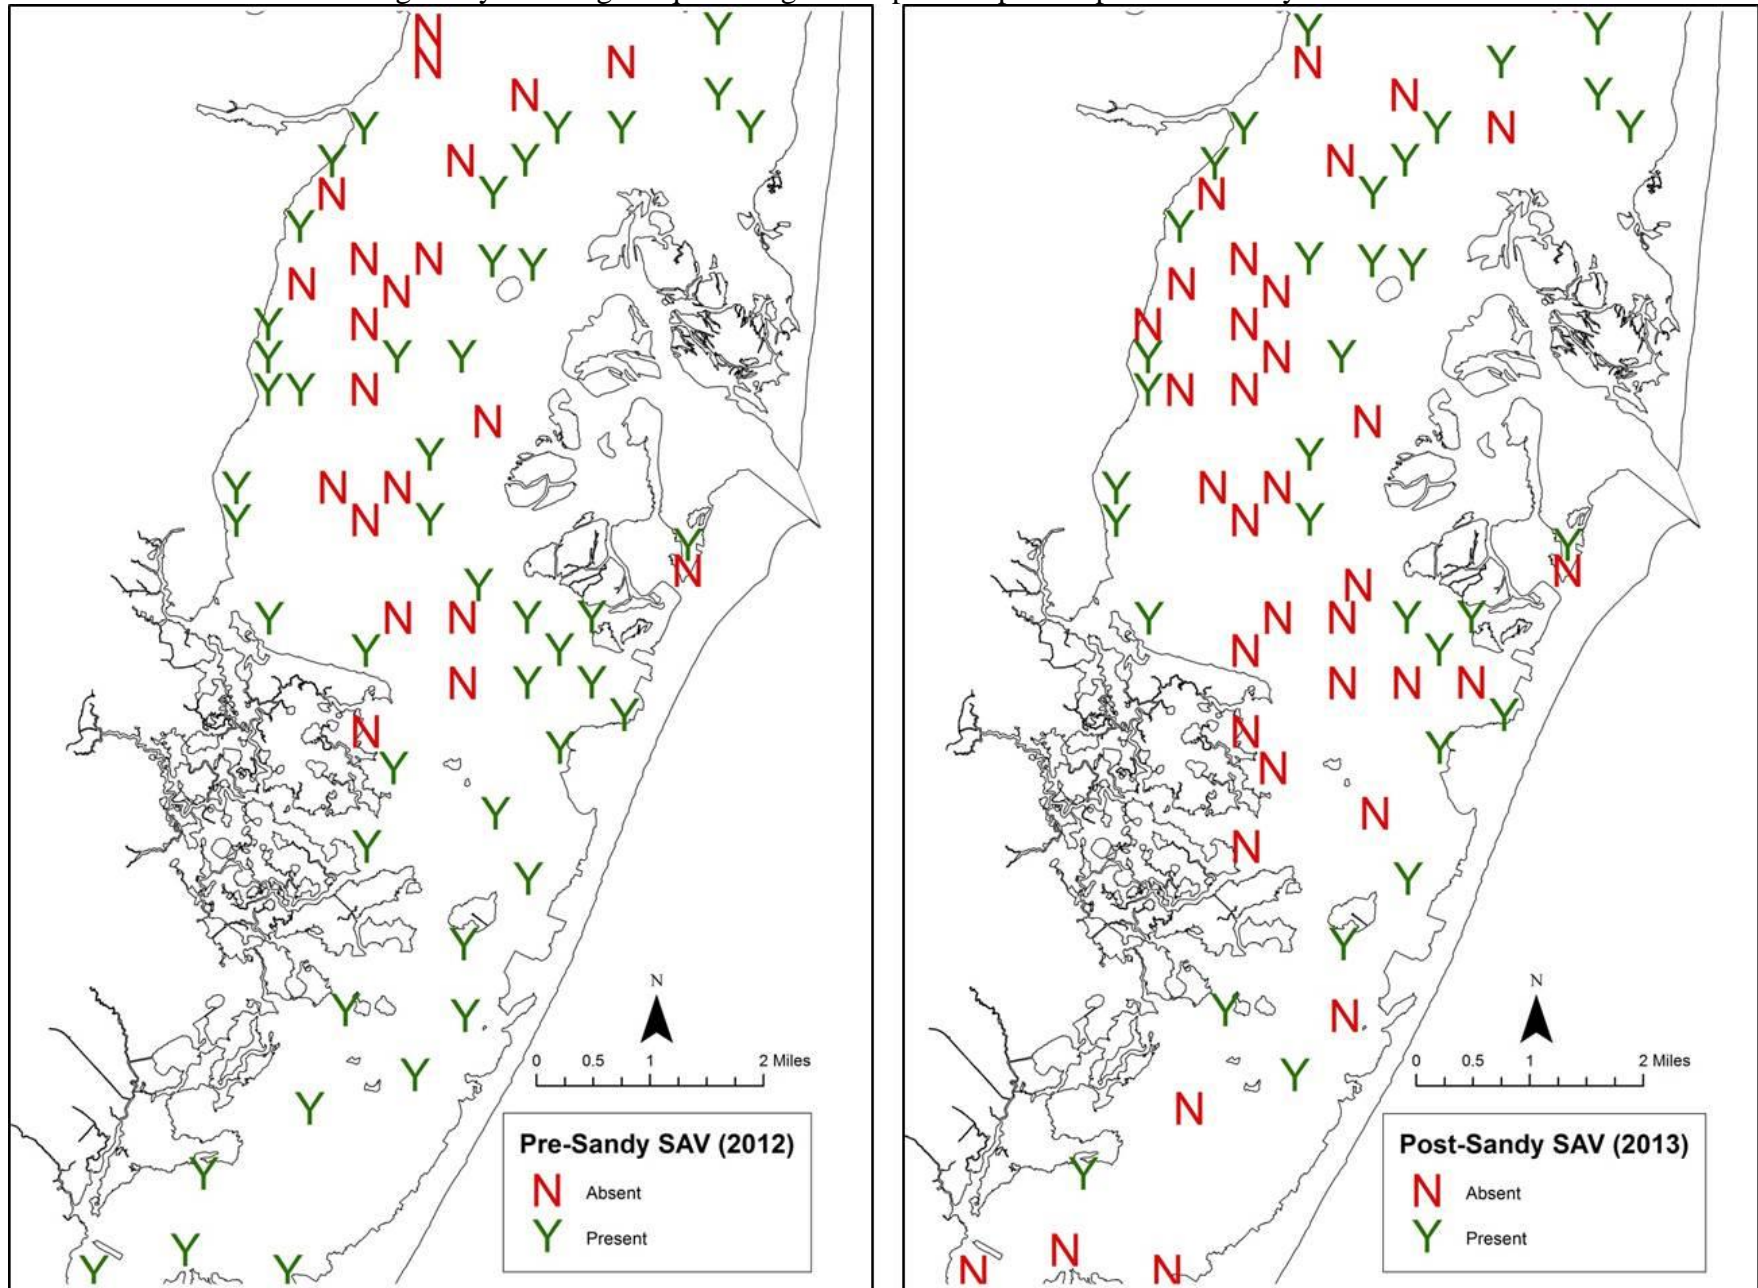 N Y
N N
N Y
Y Y Y Y
Y N Y
N Y
Y
N N Y Y
N N
Y N
Y Y Y
Y Y N
N
Y
Y N N
Y N Y
Y
N
Y
Y N N Y Y
Y Y
N Y Y
Y
N
Y
Y
Y
Y
Y
Y
Y Y
N
0 0.5 1 2 Miles
Y
Y
Pre-Sandy SAV (2012)
Y
N Absent
Y Present
Y
Y Y
Y Y
N Y
N Y
Y Y N Y
Y N Y
N Y
Y
N Y Y Y
N N
N N
Y N Y
Y N N
N
Y
Y N N
Y N Y
Y
N
N
Y N N Y Y
N Y
N N N
Y
N
Y
N
N
N
Y
Y
Y N
N
0 0.5 1 2 Miles
Y
N
Post-Sandy SAV (2013)
Y
N Absent
Y Present
N
N N